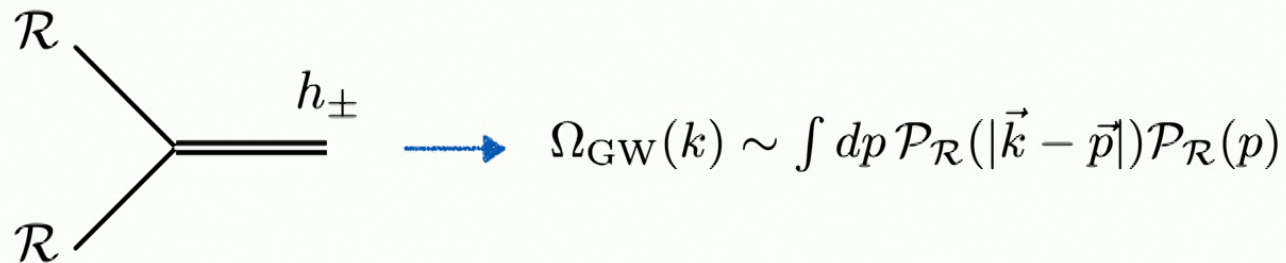 ℛ
h±
Ω_GW(k) ∼ ∫ dp 𝒫_ℛ(|k⃗ − p⃗|)𝒫_ℛ(p)
ℛ